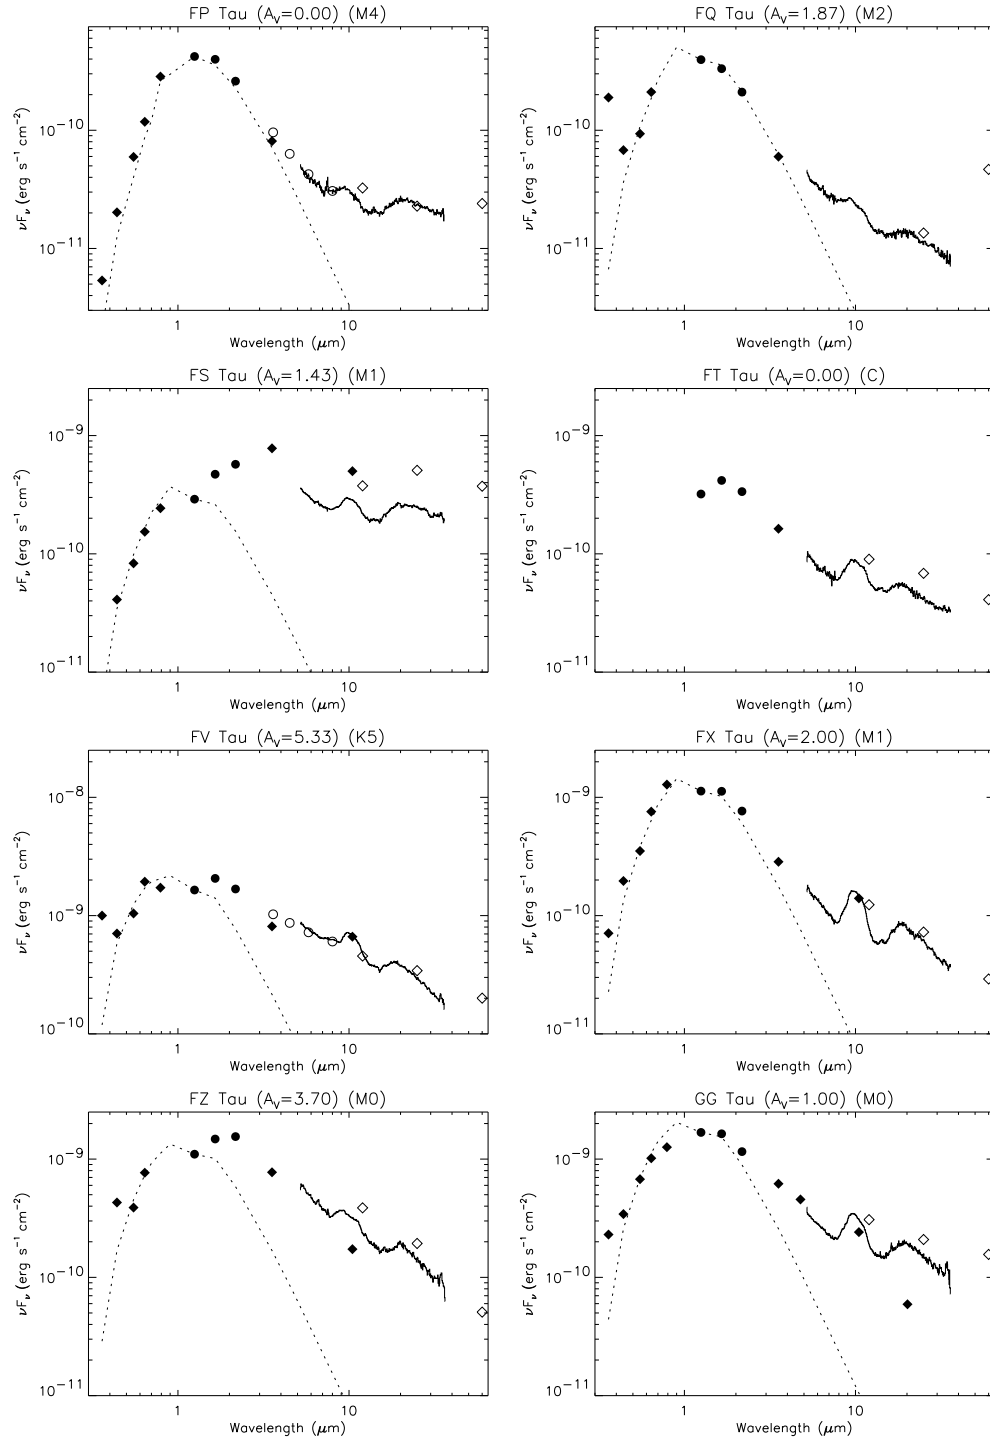 FP Tau (A_V=0.00) (M4)
νF_ν (erg s⁻¹ cm⁻²)
10⁻¹⁰
10⁻¹¹
1 10
Wavelength (μm)
FQ Tau (A_V=1.87) (M2)
νF_ν (erg s⁻¹ cm⁻²)
10⁻¹⁰
10⁻¹¹
1 10
Wavelength (μm)
FS Tau (A_V=1.43) (M1)
νF_ν (erg s⁻¹ cm⁻²)
10⁻⁹
10⁻¹⁰
10⁻¹¹
1 10
Wavelength (μm)
FT Tau (A_V=0.00) (C)
νF_ν (erg s⁻¹ cm⁻²)
10⁻⁹
10⁻¹⁰
10⁻¹¹
1 10
Wavelength (μm)
FV Tau (A_V=5.33) (K5)
νF_ν (erg s⁻¹ cm⁻²)
10⁻⁸
10⁻⁹
10⁻¹⁰
1 10
Wavelength (μm)
FX Tau (A_V=2.00) (M1)
νF_ν (erg s⁻¹ cm⁻²)
10⁻⁹
10⁻¹⁰
10⁻¹¹
1 10
Wavelength (μm)
FZ Tau (A_V=3.70) (M0)
νF_ν (erg s⁻¹ cm⁻²)
10⁻⁹
10⁻¹⁰
10⁻¹¹
1 10
Wavelength (μm)
GG Tau (A_V=1.00) (M0)
νF_ν (erg s⁻¹ cm⁻²)
10⁻⁹
10⁻¹⁰
10⁻¹¹
1 10
Wavelength (μm)